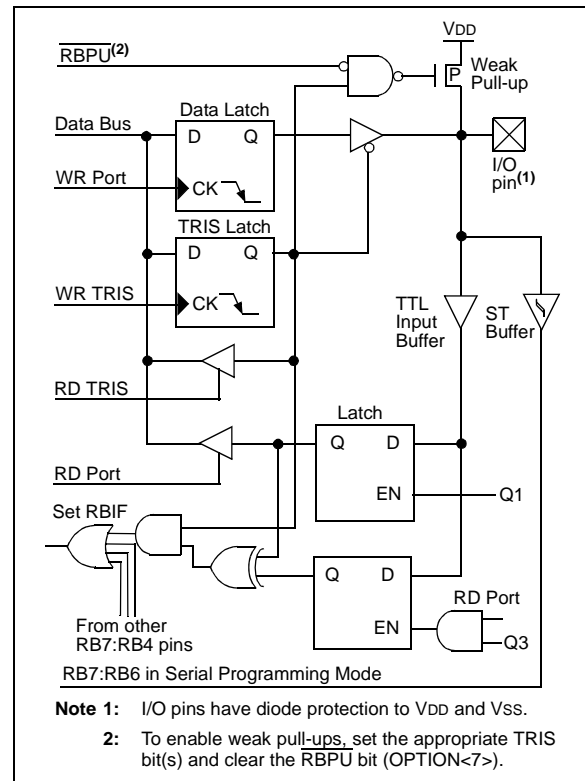 VDD
RBPU(2)
P
Weak
Pull-up
Data Latch
Data Bus
D Q
I/O
pin(1)
WR Port
CK
TRIS Latch
D Q
WR TRIS
CK
TTL
Input
Buffer
ST
Buffer
RD TRIS
Latch
Q D
RD Port
EN
Q1
Set RBIF
Q D
RD Port
EN
Q3
From other
RB7:RB4 pins
RB7:RB6 in Serial Programming Mode
Note 1: I/O pins have diode protection to VDD and VSS.
2: To enable weak pull-ups, set the appropriate TRIS
bit(s) and clear the RBPU bit (OPTION<7>).